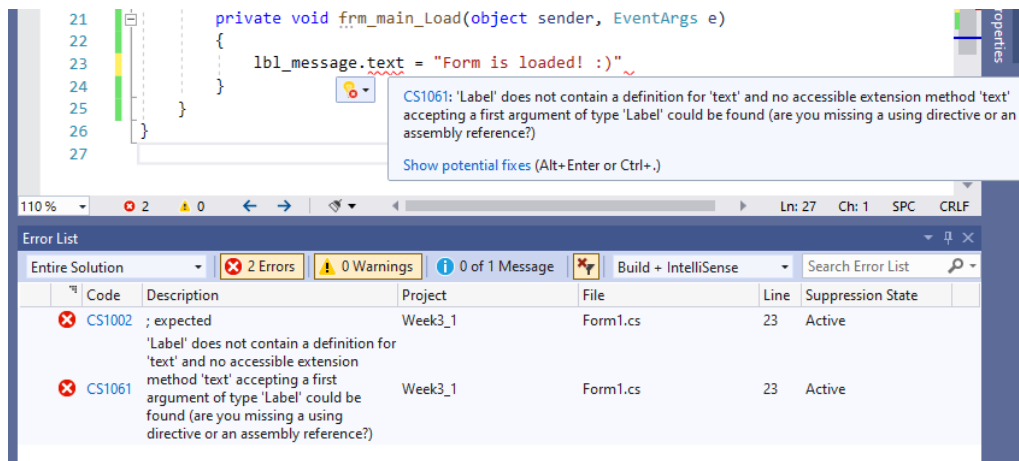 21 private void frm_main_Load(object sender, EventArgs e)
22 {
23 lbl_message.text = "Form is loaded! :)"
24 }
25 }
26 }
27
CS1061: 'Label' does not contain a definition for 'text' and no accessible extension method 'text'
accepting a first argument of type 'Label' could be found (are you missing a using directive or an
assembly reference?)
Show potential fixes (Alt+Enter or Ctrl+.)
110 % 2 0 Ln: 27 Ch: 1 SPC CRLF
Error List
Entire Solution 2 Errors 0 Warnings 0 of 1 Message Build + IntelliSense Search Error List
Code Description Project File Line Suppression State
CS1002 ; expected Week3_1 Form1.cs 23 Active
'Label' does not contain a definition for
'text' and no accessible extension
method 'text' accepting a first
CS1061 argument of type 'Label' could be Week3_1 Form1.cs 23 Active
found (are you missing a using
directive or an assembly reference?)